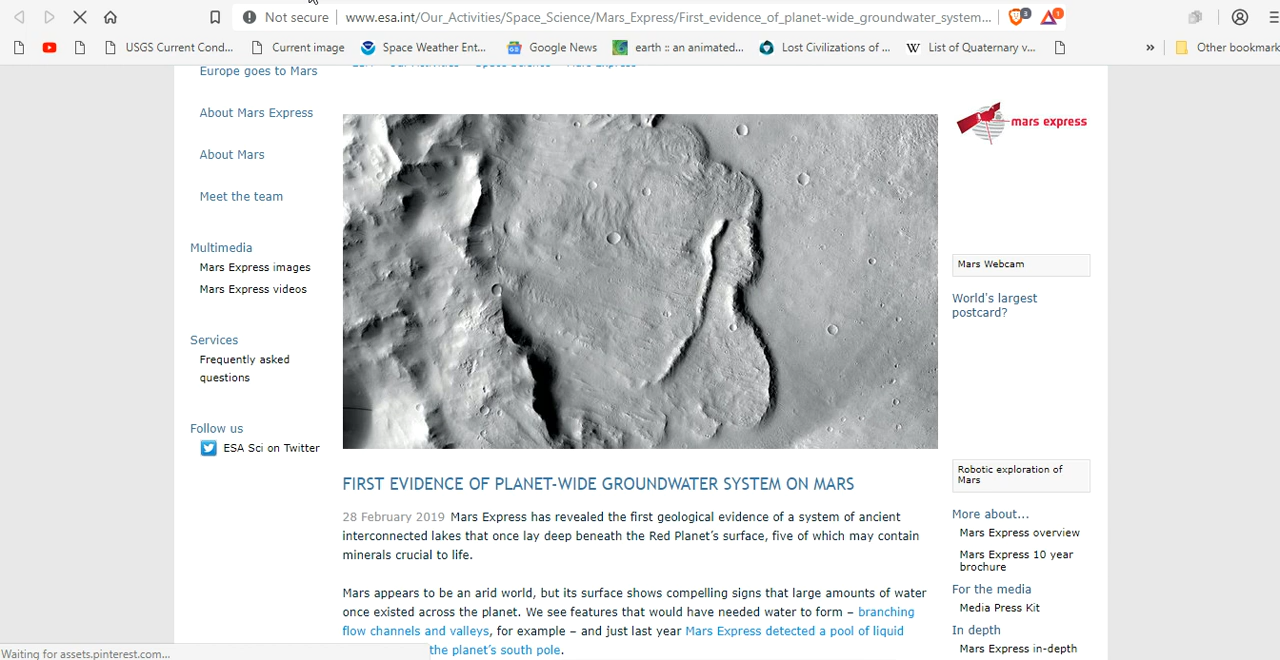 Not secure
www.esa.int/Our_Activities/Space_Science/Mars_Express/First_evidence_of_planet-wide_groundwater_system...
3
1
USGS Current Cond...
Current image
Space Weather Ent...
Google News
earth :: an animated...
Lost Civilizations of ...
W List of Quaternary v...
»
Other bookmark
Europe goes to Mars
About Mars Express
About Mars
Meet the team
Multimedia
Mars Express images
Mars Express videos
Services
Frequently asked
questions
Follow us
ESA Sci on Twitter
FIRST EVIDENCE OF PLANET-WIDE GROUNDWATER SYSTEM ON MARS
28 February 2019 Mars Express has revealed the first geological evidence of a system of ancient
interconnected lakes that once lay deep beneath the Red Planet's surface, five of which may contain
minerals crucial to life.
Mars appears to be an arid world, but its surface shows compelling signs that large amounts of water
once existed across the planet. We see features that would have needed water to form – branching
flow channels and valleys, for example – and just last year Mars Express detected a pool of liquid
the planet's south pole.
mars express
Mars Webcam
World's largest
postcard?
Robotic exploration of
Mars
More about...
Mars Express overview
Mars Express 10 year
brochure
For the media
Media Press Kit
In depth
Mars Express in-depth
Waiting for assets.pinterest.com...